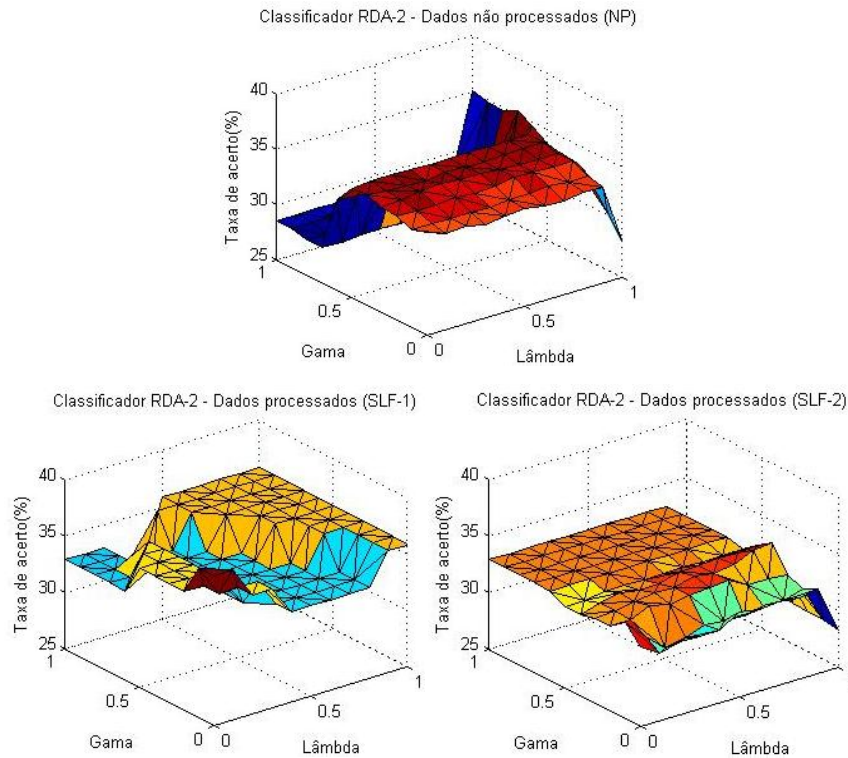 Classificador RDA-2 - Dados não processados (NP)
40
35
30
25
Taxa de acerto(%)
1
0.5
0
Gama
0
0.5
1
Lâmbda
Classificador RDA-2 - Dados processados (SLF-1)
40
35
30
25
Taxa de acerto(%)
1
0.5
0
Gama
0
0.5
1
Lâmbda
Classificador RDA-2 - Dados processados (SLF-2)
40
35
30
25
Taxa de acerto(%)
1
0.5
0
Gama
0
0.5
Lâmbda